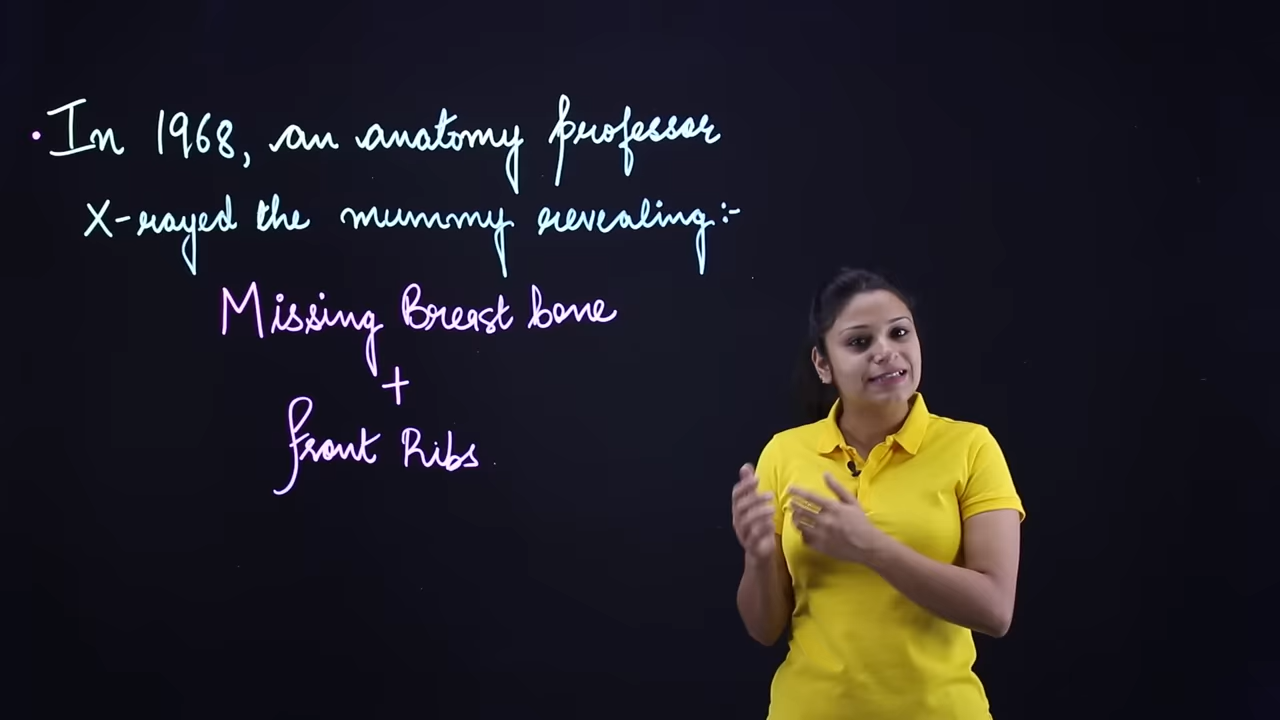 • In 1968, an anatomy professor
X-rayed the mummy revealing:-
Missing Breast bone
+
front Ribs